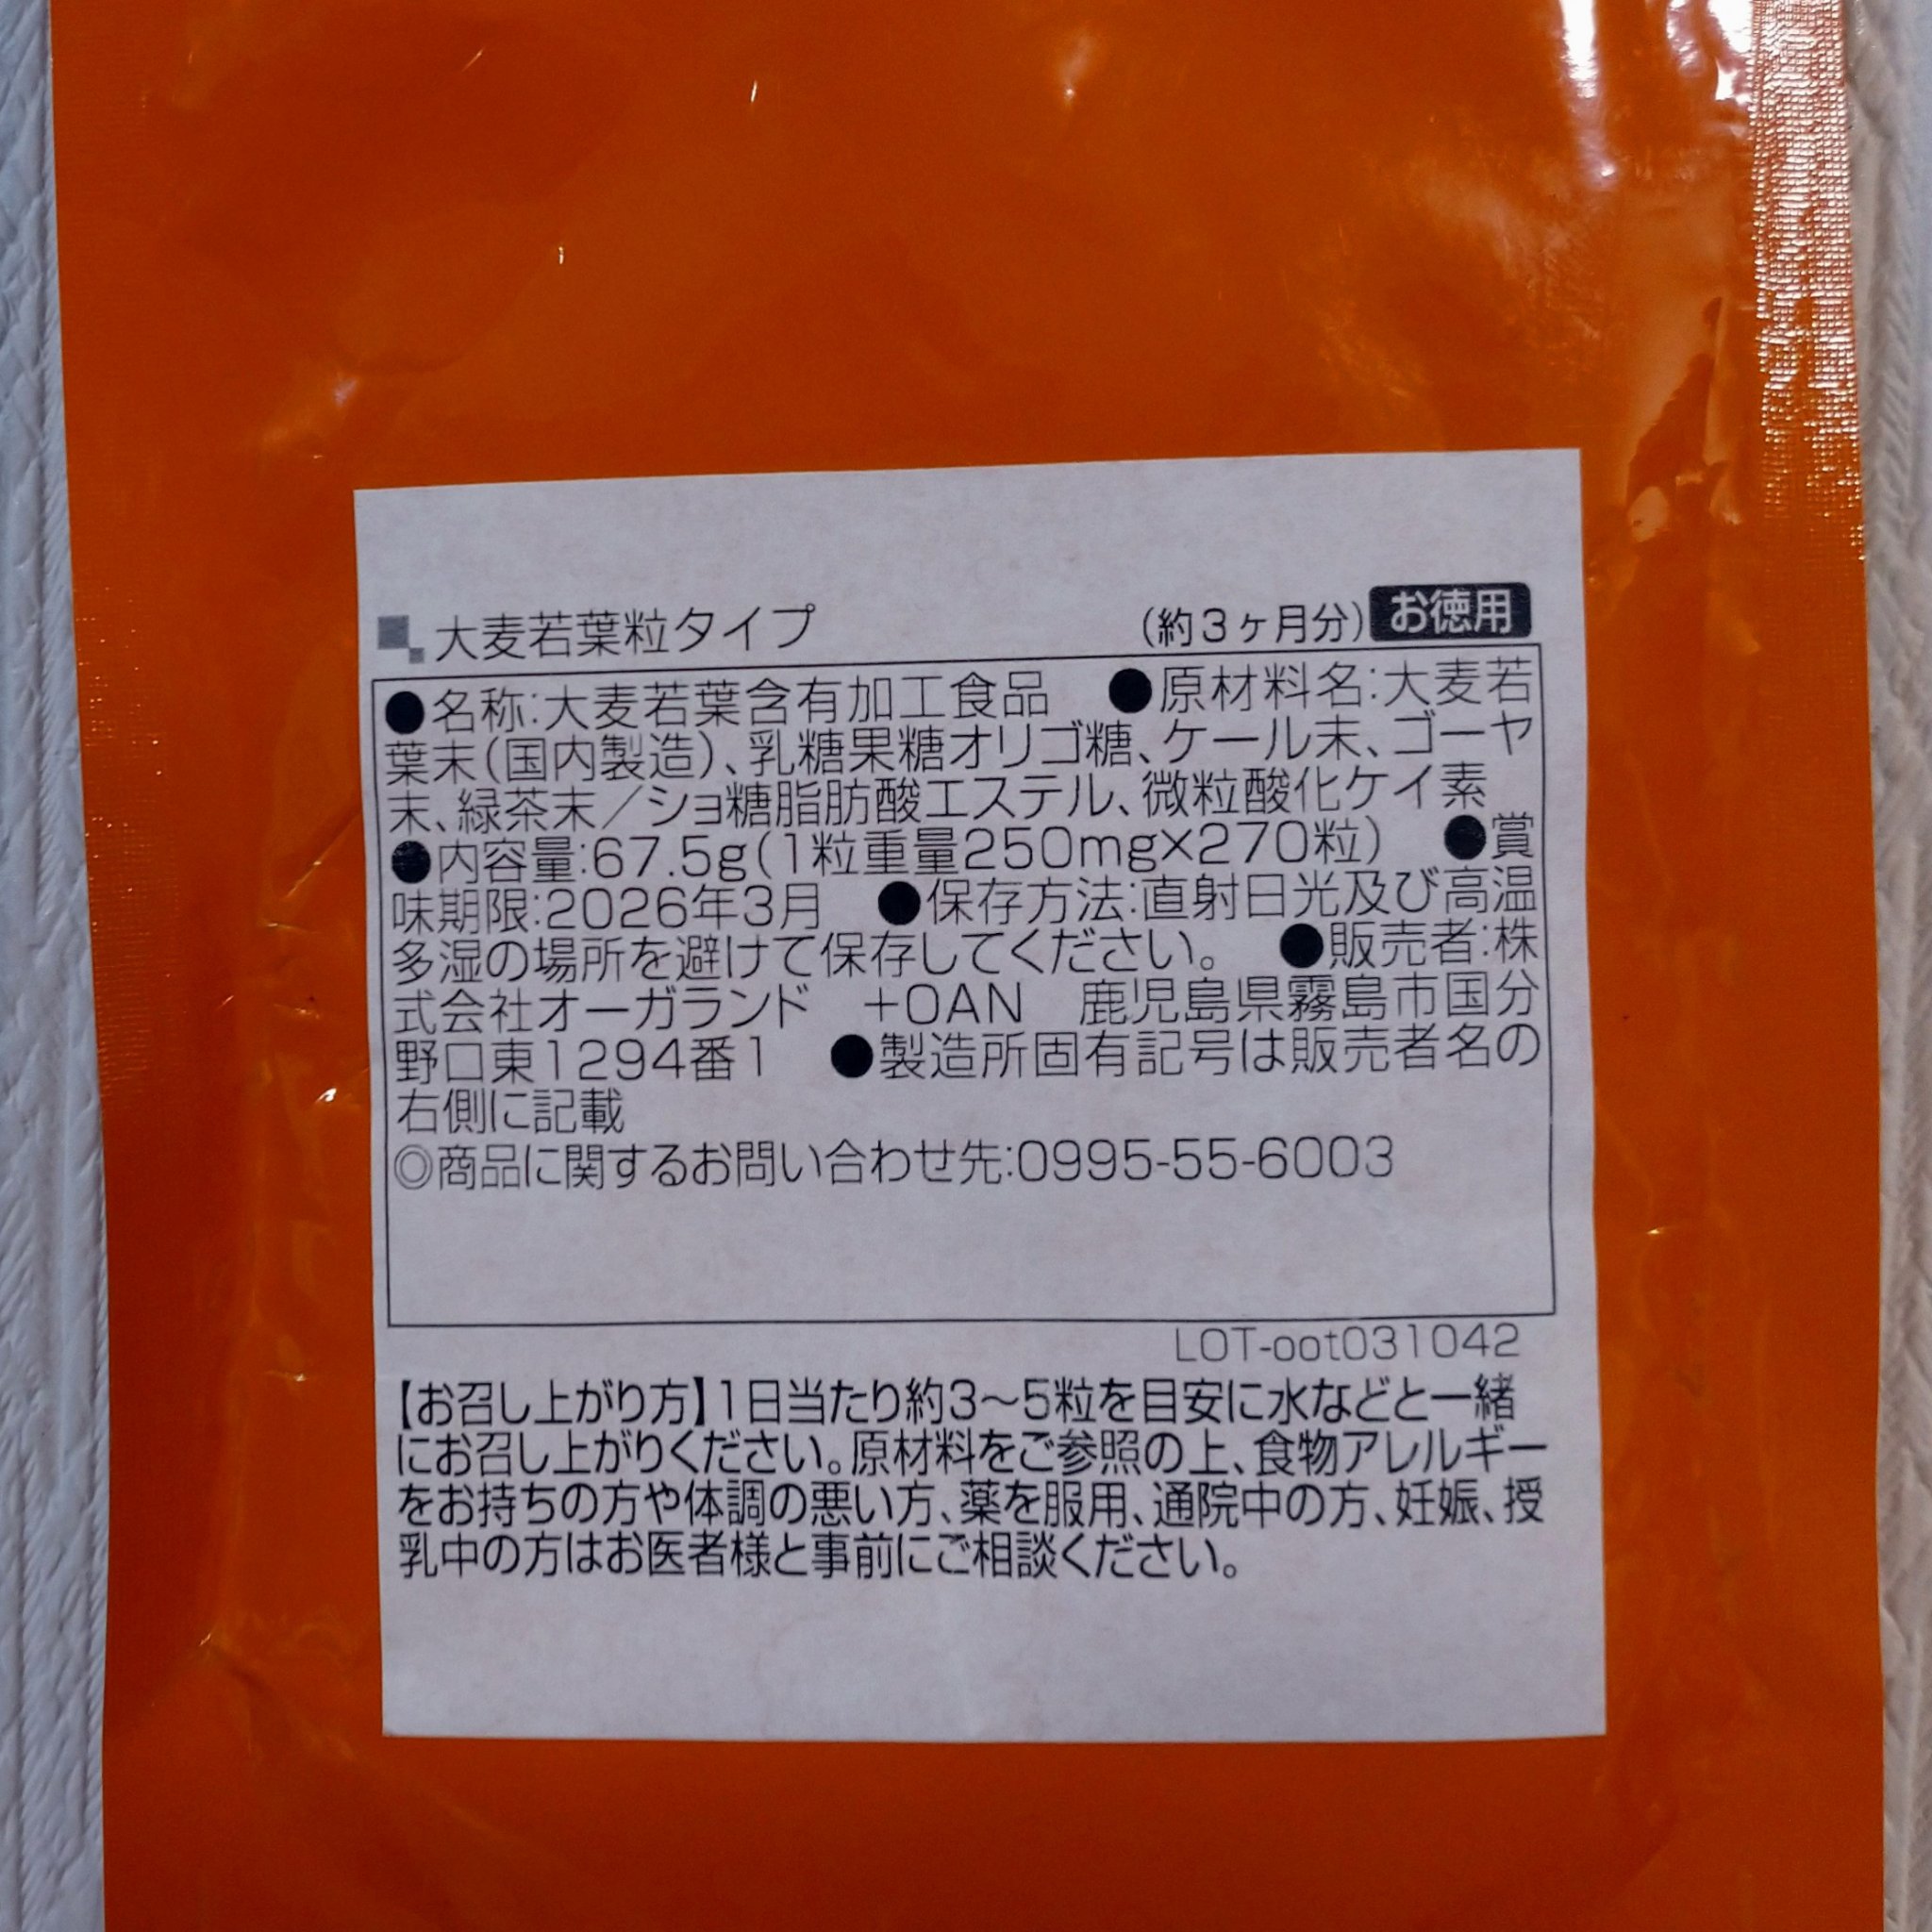 大麦若葉粒タイプ (約3ヶ月分) お徳用
●名称:大麦若葉含有加工食品 ●原材料名:大麦若
葉末(国内製造)、乳糖果糖オリゴ糖、ケール末、ゴーヤ
末、緑茶末／ショ糖脂肪酸エステル、微粒酸化ケイ素
●内容量:67.5g(1粒重量250mg×270粒) ●賞
味期限:2026年3月 ●保存方法:直射日光及び高温
多湿の場所を避けて保存してください。 ●販売者:株
式会社オーガランド +OAN 鹿児島県霧島市国分
野口東1294番1 ●製造所固有記号は販売者名の
右側に記載
◎商品に関するお問い合わせ先:0995-55-6003
LOT-oot031042
【お召し上がり方】1日当たり約3～5粒を目安に水などと一緒
にお召し上がりください。原材料をご参照の上、食物アレルギー
をお持ちの方や体調の悪い方、薬を服用、通院中の方、妊娠、授
乳中の方はお医者様と事前にご相談ください。